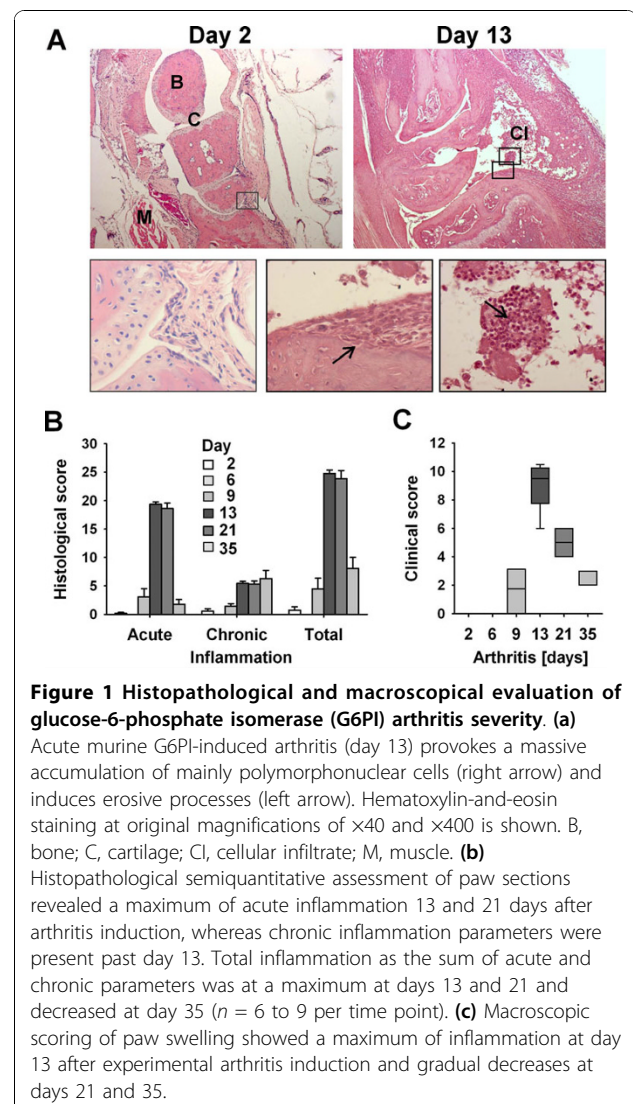 A
Day 2
Day 13
B
C
M
CI
B
30
25
20
15
10
5
0
Histological score
Day
2
6
9
13
21
35
Acute Chronic Total
Inflammation
C
12
10
8
6
4
2
0
Clinical score
2 6 9 13 21 35
Arthritis [days]
Figure 1 Histopathological and macroscopical evaluation of
glucose-6-phosphate isomerase (G6PI) arthritis severity. (a)
Acute murine G6PI-induced arthritis (day 13) provokes a massive
accumulation of mainly polymorphonuclear cells (right arrow) and
induces erosive processes (left arrow). Hematoxylin-and-eosin
staining at original magnifications of ×40 and ×400 is shown. B,
bone; C, cartilage; CI, cellular infiltrate; M, muscle. (b)
Histopathological semiquantitative assessment of paw sections
revealed a maximum of acute inflammation 13 and 21 days after
arthritis induction, whereas chronic inflammation parameters were
present past day 13. Total inflammation as the sum of acute and
chronic parameters was at a maximum at days 13 and 21 and
decreased at day 35 (n = 6 to 9 per time point). (c) Macroscopic
scoring of paw swelling showed a maximum of inflammation at day
13 after experimental arthritis induction and gradual decreases at
days 21 and 35.